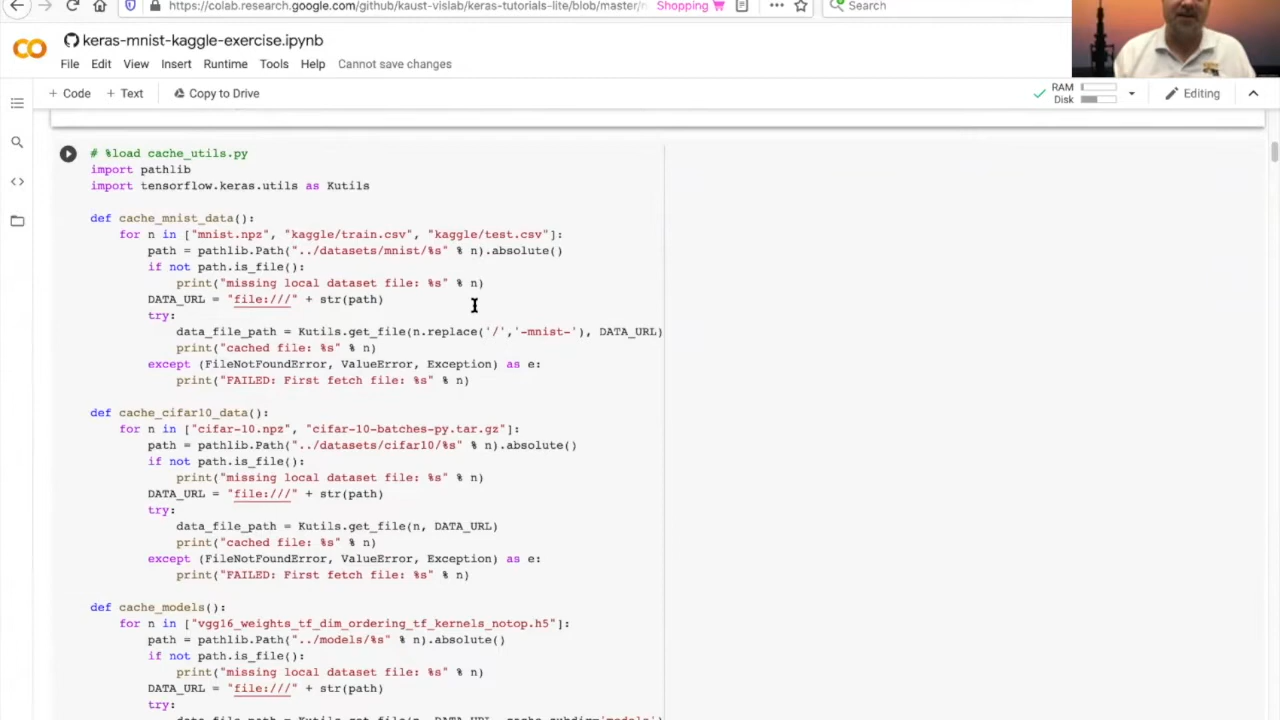 https://colab.research.google.com/github/kaust-vislab/keras-tutorials-lite/blob/master/n
Shopping
Search
keras-mnist-kaggle-exercise.ipynb
File Edit View Insert Runtime Tools Help Cannot save changes
+ Code + Text Copy to Drive
RAM
Disk
Editing
# %load cache_utils.py
import pathlib
import tensorflow.keras.utils as Kutils
def cache_mnist_data():
    for n in ["mnist.npz", "kaggle/train.csv", "kaggle/test.csv"]:
        path = pathlib.Path("../datasets/mnist/%s" % n).absolute()
        if not path.is_file():
            print("missing local dataset file: %s" % n)
        DATA_URL = "file:///" + str(path)
        try:
            data_file_path = Kutils.get_file(n.replace('/','-mnist-'), DATA_URL)
            print("cached file: %s" % n)
        except (FileNotFoundError, ValueError, Exception) as e:
            print("FAILED: First fetch file: %s" % n)
def cache_cifar10_data():
    for n in ["cifar-10.npz", "cifar-10-batches-py.tar.gz"]:
        path = pathlib.Path("../datasets/cifar10/%s" % n).absolute()
        if not path.is_file():
            print("missing local dataset file: %s" % n)
        DATA_URL = "file:///" + str(path)
        try:
            data_file_path = Kutils.get_file(n, DATA_URL)
            print("cached file: %s" % n)
        except (FileNotFoundError, ValueError, Exception) as e:
            print("FAILED: First fetch file: %s" % n)
def cache_models():
    for n in ["vgg16_weights_tf_dim_ordering_tf_kernels_notop.h5"]:
        path = pathlib.Path("../models/%s" % n).absolute()
        if not path.is_file():
            print("missing local dataset file: %s" % n)
        DATA_URL = "file:///" + str(path)
        try:
            data_file_path = Kutils.get_file(n, DATA_URL, cache_subdir='models')